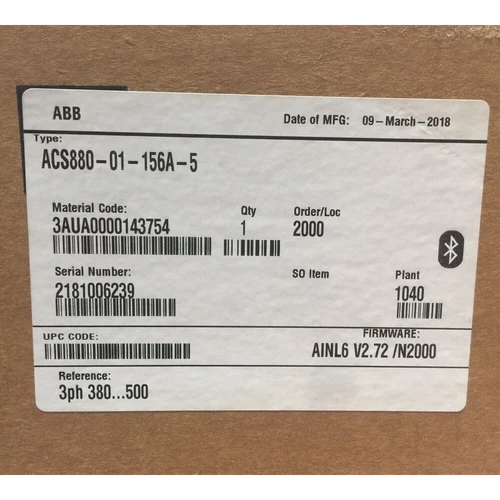 ABB Date of MFG: 09-March-2018
Type:
ACS880-01-156A-5
Material Code: Qty Order/Loc
3AUA0000143754 1 2000
Serial Number: SO Item Plant
2181006239 1040
UPC CODE: FIRMWARE:
AINL6 V2.72 /N2000
Reference:
3ph 380...500